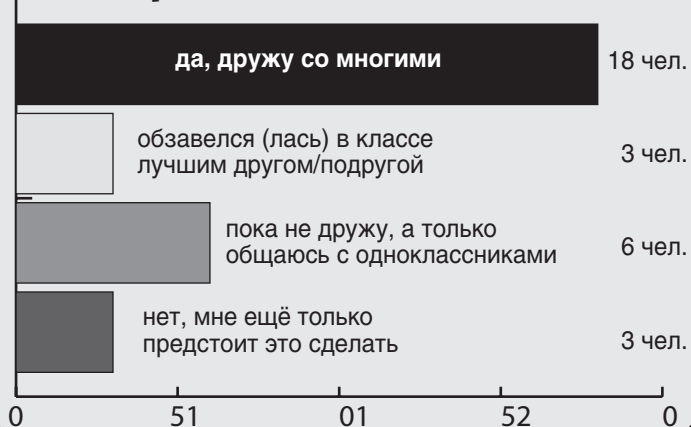 да, дружу со многими
18 чел.
обзавелся (лась) в классе
лучшим другом/подругой
3 чел.
пока не дружу, а только
общаюсь с одноклассниками
6 чел.
нет, мне ещё только
предстоит это сделать
3 чел.
0 51 01 52 0